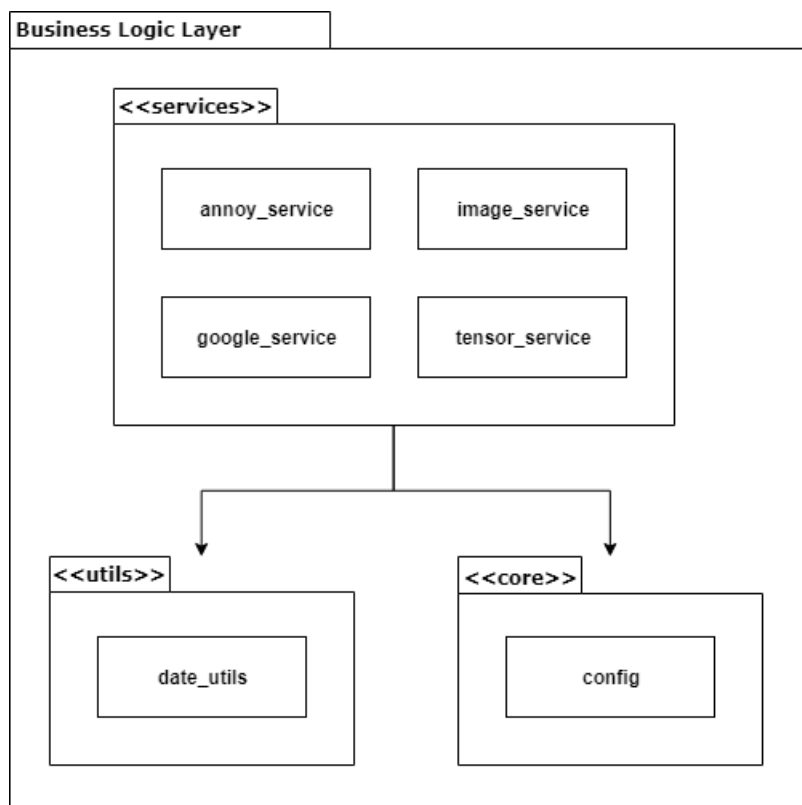 Business Logic Layer
<<services>>
annoy_service
image_service
google_service
tensor_service
<<utils>>
<<core>>
date_utils
config